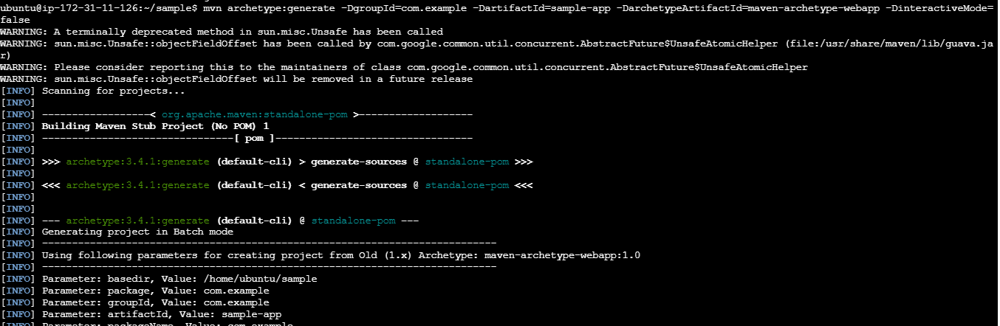 ubuntu@ip-172-31-11-126:~/sample$ mvn archetype:generate -DgroupId=com.example -DartifactId=sample-app -DarchetypeArtifactId=maven-archetype-webapp -DinteractiveMode=
false
WARNING: A terminally deprecated method in sun.misc.Unsafe has been called
WARNING: sun.misc.Unsafe::objectFieldOffset has been called by com.google.common.util.concurrent.AbstractFuture$UnsafeAtomicHelper (file:/usr/share/maven/lib/guava.ja
r)
WARNING: Please consider reporting this to the maintainers of class com.google.common.util.concurrent.AbstractFuture$UnsafeAtomicHelper
WARNING: sun.misc.Unsafe::objectFieldOffset will be removed in a future release
[INFO] Scanning for projects...
[INFO]
[INFO] ------------------< org.apache.maven:standalone-pom >-------------------
[INFO] Building Maven Stub Project (No POM) 1
[INFO] --------------------------------[ pom ]---------------------------------
[INFO]
[INFO] >>> archetype:3.4.1:generate (default-cli) > generate-sources @ standalone-pom >>>
[INFO]
[INFO] <<< archetype:3.4.1:generate (default-cli) < generate-sources @ standalone-pom <<<
[INFO]
[INFO]
[INFO] --- archetype:3.4.1:generate (default-cli) @ standalone-pom ---
[INFO] Generating project in Batch mode
[INFO] ----------------------------------------------------------------------------
[INFO] Using following parameters for creating project from Old (1.x) Archetype: maven-archetype-webapp:1.0
[INFO] ----------------------------------------------------------------------------
[INFO] Parameter: basedir, Value: /home/ubuntu/sample
[INFO] Parameter: package, Value: com.example
[INFO] Parameter: groupId, Value: com.example
[INFO] Parameter: artifactId, Value: sample-app
[INFO] Parameter: packageName, Value: com.example